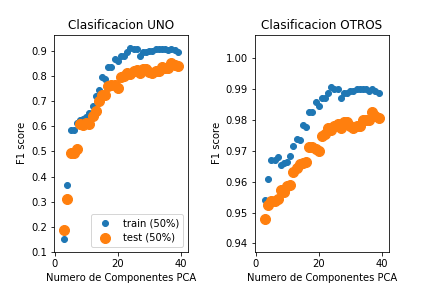 Clasificacion UNO
F1 score
0.9
0.8
0.7
0.6
0.5
0.4
0.3
0.2
0.1
train (50%)
test (50%)
0
20
40
Numero de Componentes PCA
Clasificacion OTROS
F1 score
1.00
0.99
0.98
0.97
0.96
0.95
0.94
0
20
40
Numero de Componentes PCA